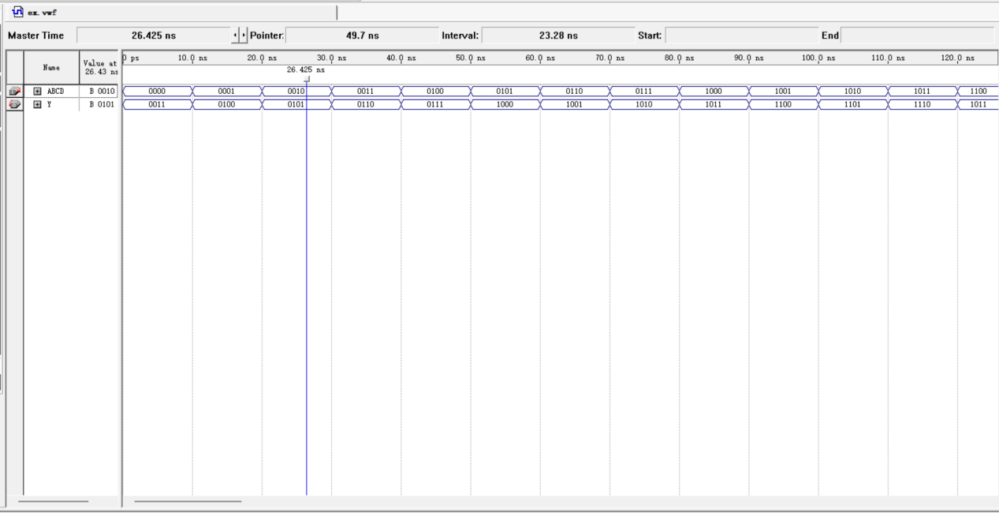 ex.vwf
Master Time 26.425 ns Pointer: 49.7 ns Interval: 23.28 ns Start: End
Name Value at 26.43 ns 0 ps 10.0 ns 20.0 ns 30.0 ns 40.0 ns 50.0 ns 60.0 ns 70.0 ns 80.0 ns 90.0 ns 100.0 ns 110.0 ns 120.0 ns
26.425 ns
ABCD B 0010 0000 0001 0010 0011 0100 0101 0110 0111 1000 1001 1010 1011 1100
Y B 0101 0011 0100 0101 0110 0111 1000 1001 1010 1011 1100 1101 1110 1011